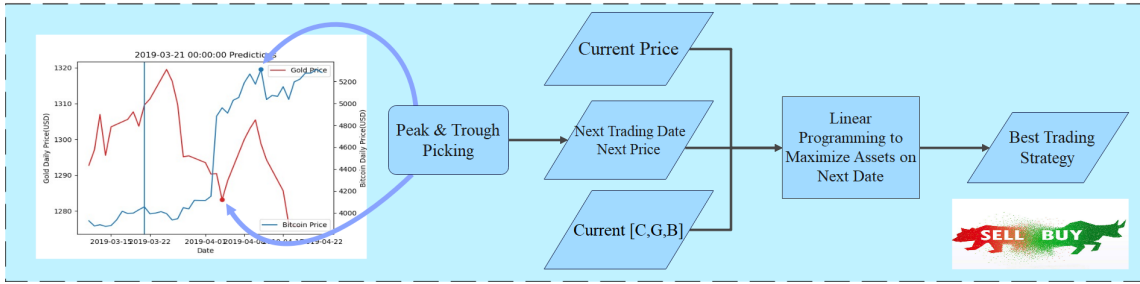 2019-03-21 00:00:00 Predictions
Gold Price
1320
1310
1300
1290
1280
Gold Daily Price(USD)
5200
5000
4800
4600
4400
4200
4000
Bitcoin Daily Price(USD)
Bitcoin Price
2019-03-15
2019-03-22
2019-04-01
2019-04-22
Date
Peak & Trough
Picking
Current Price
Next Trading Date
Next Price
Current [C,G,B]
Linear
Programming to
Maximize Assets on
Next Date
Best Trading
Strategy
SELL BUY